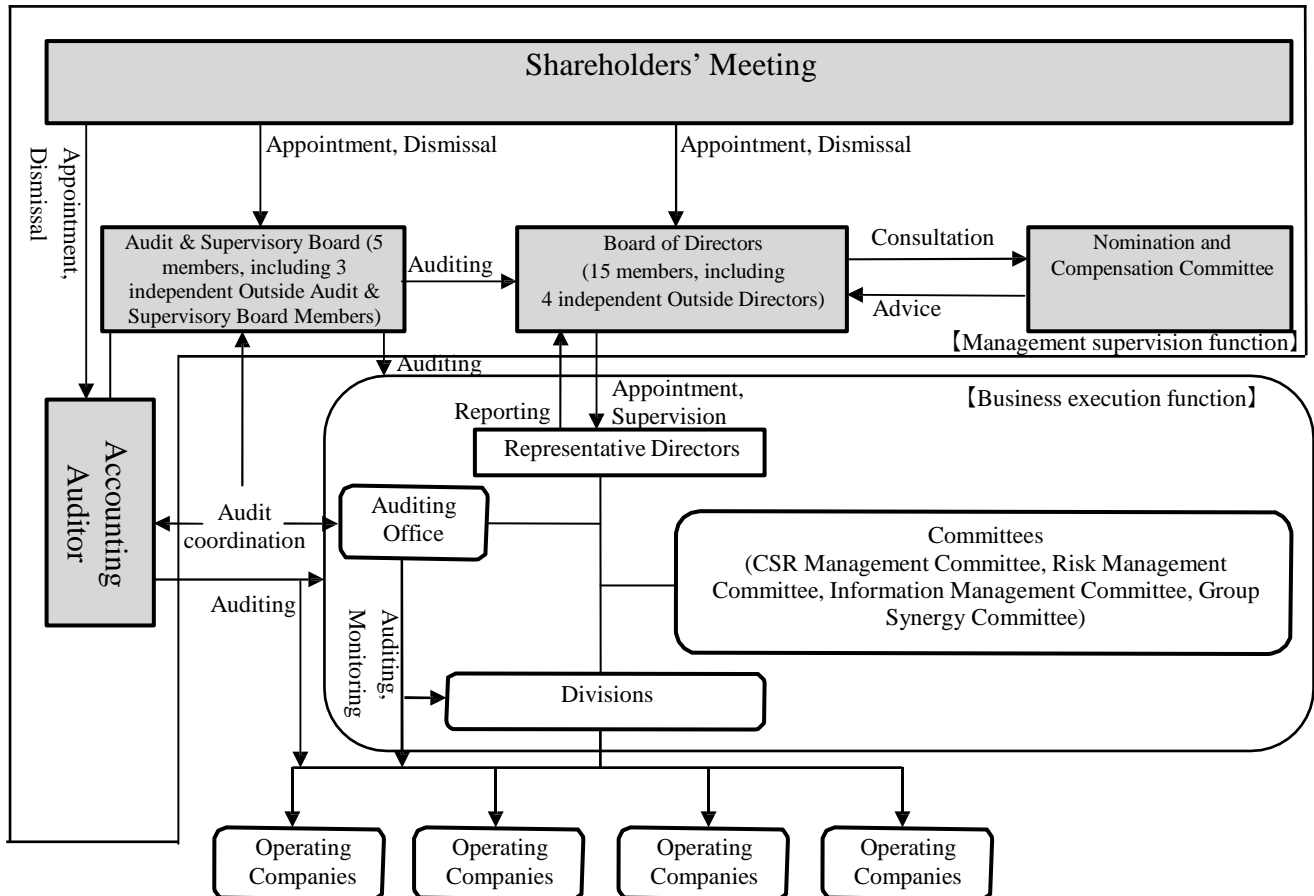 Shareholders’ Meeting
Appointment,
Dismissal
Appointment, Dismissal
Appointment, Dismissal
Audit & Supervisory Board (5
members, including 3
independent Outside Audit &
Supervisory Board Members)
Auditing
Board of Directors
(15 members, including
4 independent Outside Directors)
Consultation
Advice
Nomination and
Compensation Committee
【Management supervision function】
Auditing
【Business execution function】
Reporting
Appointment,
Supervision
Representative Directors
Accounting
Auditor
Audit
coordination
Auditing
Office
Committees
(CSR Management Committee, Risk Management
Committee, Information Management Committee, Group
Synergy Committee)
Auditing
Auditing,
Monitoring
Divisions
Operating
Companies
Operating
Companies
Operating
Companies
Operating
Companies